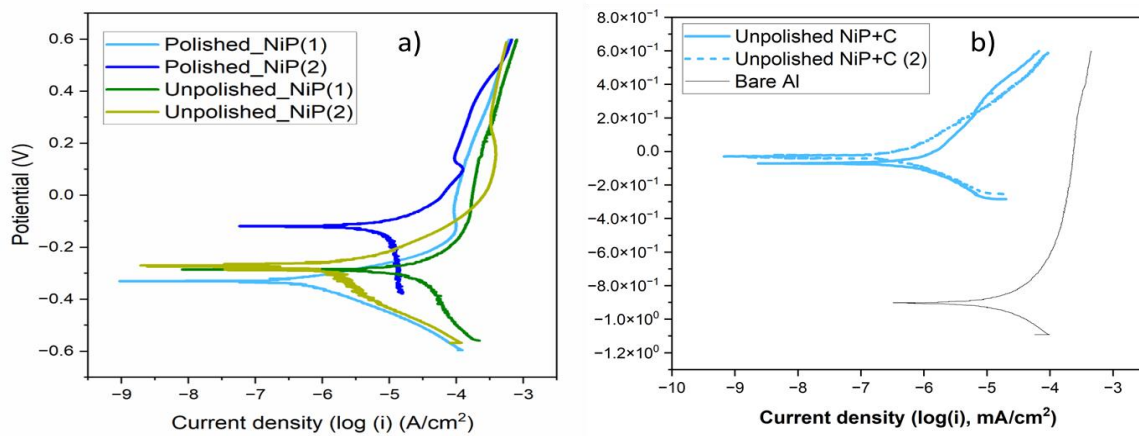 a)
Polished_NiP(1)
Polished_NiP(2)
Unpolished_NiP(1)
Unpolished_NiP(2)
0.6
0.4
0.2
0.0
−0.2
−0.4
−0.6
Potiential (V)
−9 −8 −7 −6 −5 −4 −3
Current density (log (i) (A/cm²)
b)
Unpolished NiP+C
Unpolished NiP+C (2)
Bare Al
8.0×10⁻¹
6.0×10⁻¹
4.0×10⁻¹
2.0×10⁻¹
0.0
−2.0×10⁻¹
−4.0×10⁻¹
−6.0×10⁻¹
−8.0×10⁻¹
−1.0×10⁰
−1.2×10⁰
−10 −9 −8 −7 −6 −5 −4 −3
Current density (log(i), mA/cm²)